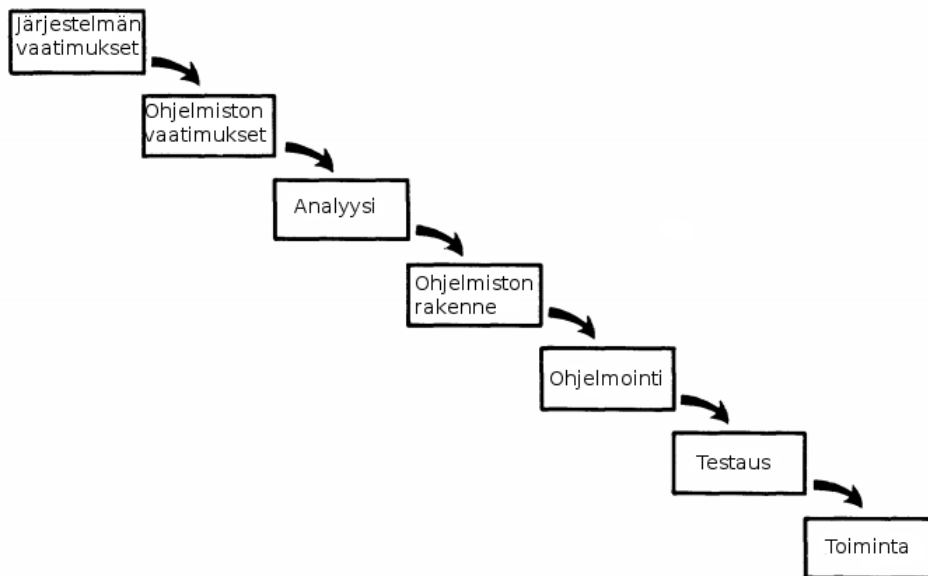 Järjestelmän
vaatimukset
Ohjelmiston
vaatimukset
Analyysi
Ohjelmiston
rakenne
Ohjelmointi
Testaus
Toiminta